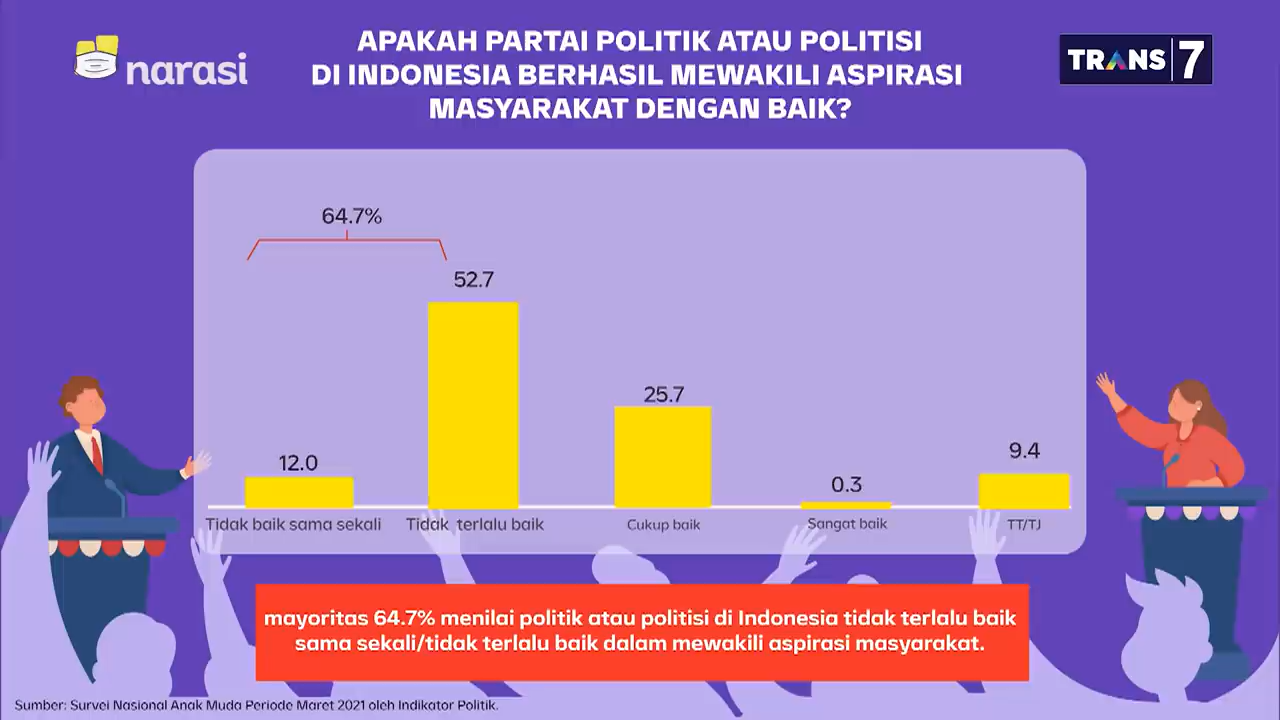 narasi
APAKAH PARTAI POLITIK ATAU POLITISI
DI INDONESIA BERHASIL MEWAKILI ASPIRASI
MASYARAKAT DENGAN BAIK?
TRANS 7
64.7%
52.7
25.7
12.0
0.3
9.4
Tidak baik sama sekali
Tidak terlalu baik
Cukup baik
Sangat baik
TT/TJ
mayoritas 64.7% menilai politik atau politisi di Indonesia tidak terlalu baik
sama sekali/tidak terlalu baik dalam mewakili aspirasi masyarakat.
Sumber: Survei Nasional Anak Muda Periode Maret 2021 oleh Indikator Politik.